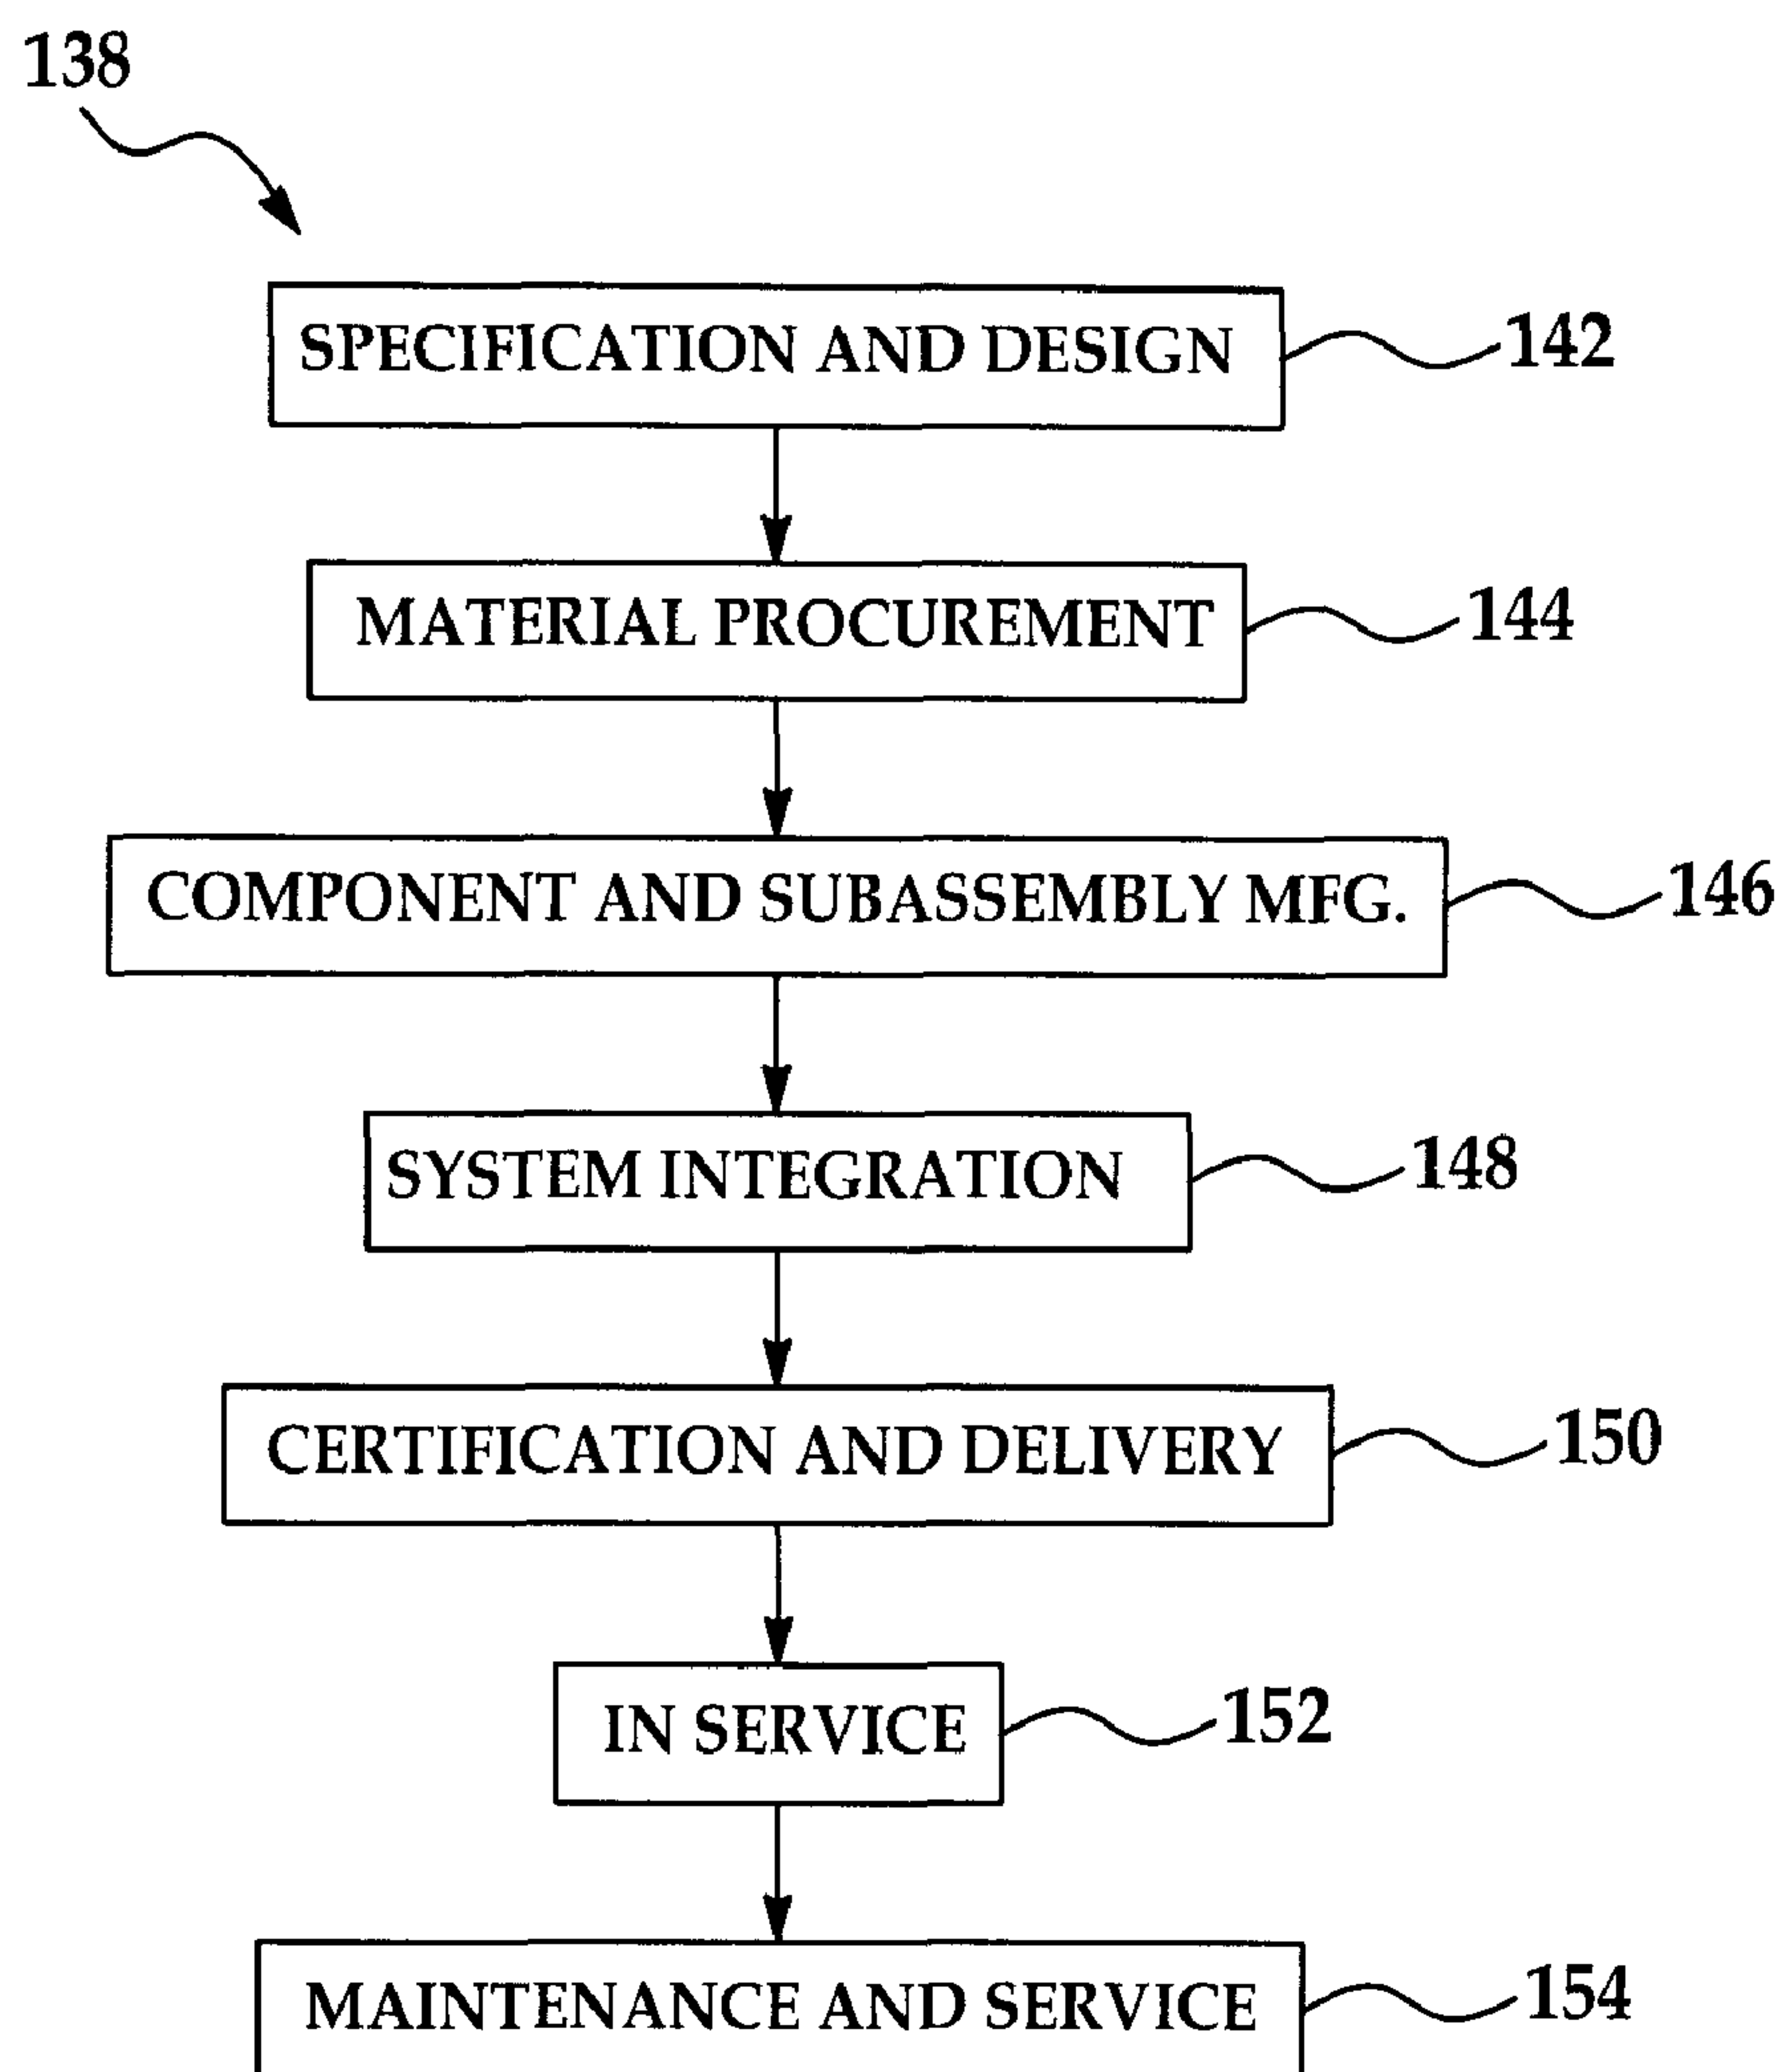 138
SPECIFICATION AND DESIGN 142
MATERIAL PROCUREMENT 144
COMPONENT AND SUBASSEMBLY MFG. 146
SYSTEM INTEGRATION 148
CERTIFICATION AND DELIVERY 150
IN SERVICE 152
MAINTENANCE AND SERVICE 154